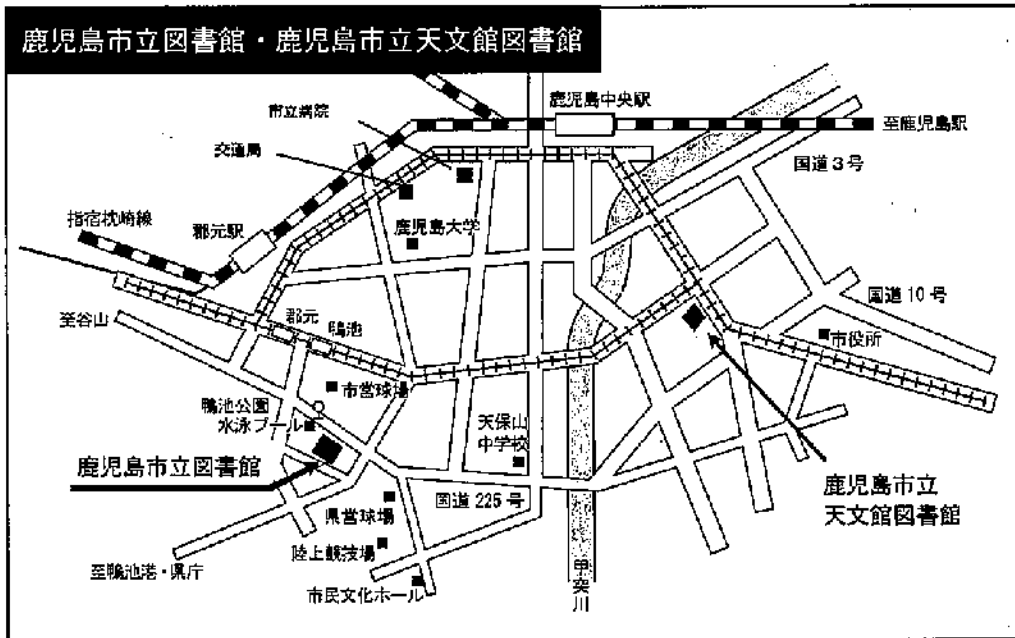 鹿児島市立図書館・鹿児島市立天文館図書館
鹿児島中央駅
市立病院
至鹿児島駅
交通局
国道3号
指宿枕崎線
郡元駅
鹿児島大学
国道10号
至谷山
郡元
鴨池
市役所
市営球場
鴨池公園
水泳プール
天保山
中学校
鹿児島市立図書館
鹿児島市立
天文館図書館
国道225号
県営球場
陸上競技場
至鴨池港・県庁
市民文化ホール
甲突川